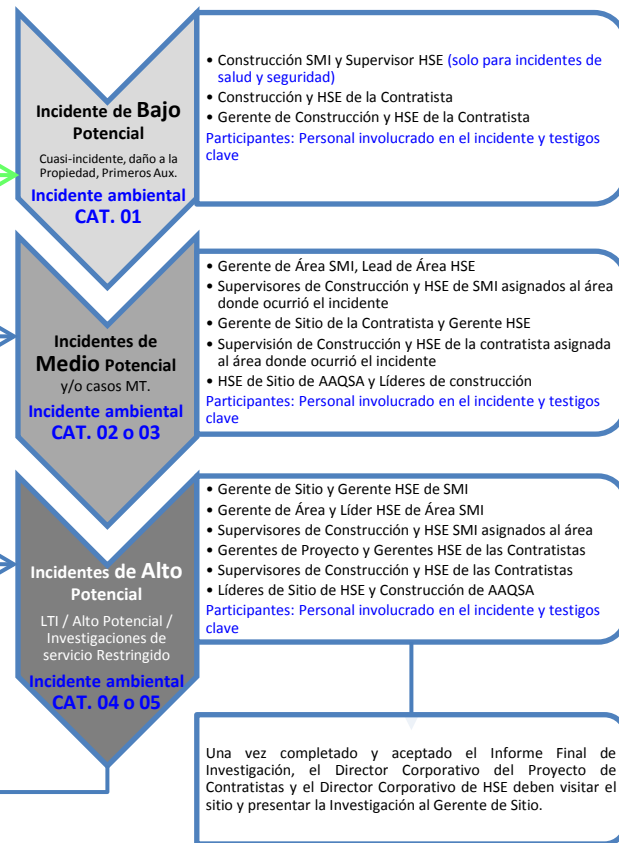 Incidente de Bajo
Potencial
Cuasi-incidente, daño a la
Propiedad, Primeros Aux.
Incidente ambiental
CAT. 01
• Construcción SMI y Supervisor HSE (solo para incidentes de
salud y seguridad)
• Construcción y HSE de la Contratista
• Gerente de Construcción y HSE de la Contratista
Participantes: Personal involucrado en el incidente y testigos
clave
Incidentes de
Medio Potencial
y/o casos MT.
Incidente ambiental
CAT. 02 o 03
• Gerente de Área SMI, Lead de Área HSE
• Supervisores de Construcción y HSE de SMI asignados al área
donde ocurrió el incidente
• Gerente de Sitio de la Contratista y Gerente HSE
• Supervisión de Construcción y HSE de la contratista asignada
al área donde ocurrió el incidente
• HSE de Sitio de AAQSA y Líderes de construcción
Participantes: Personal involucrado en el incidente y testigos
clave
Incidentes de Alto
Potencial
LTI / Alto Potencial /
Investigaciones de
servicio Restringido
Incidente ambiental
CAT. 04 o 05
• Gerente de Sitio y Gerente HSE de SMI
• Gerente de Área y Líder HSE de Área SMI
• Supervisores de Construcción y HSE SMI asignados al área
• Gerentes de Proyecto y Gerentes HSE de las Contratistas
• Supervisores de Construcción y HSE de las Contratistas
• Líderes de Sitio de HSE y Construcción de AAQSA
Participantes: Personal involucrado en el incidente y testigos
clave
Una vez completado y aceptado el Informe Final de
Investigación, el Director Corporativo del Proyecto de
Contratistas y el Director Corporativo de HSE deben visitar el
sitio y presentar la Investigación al Gerente de Sitio.